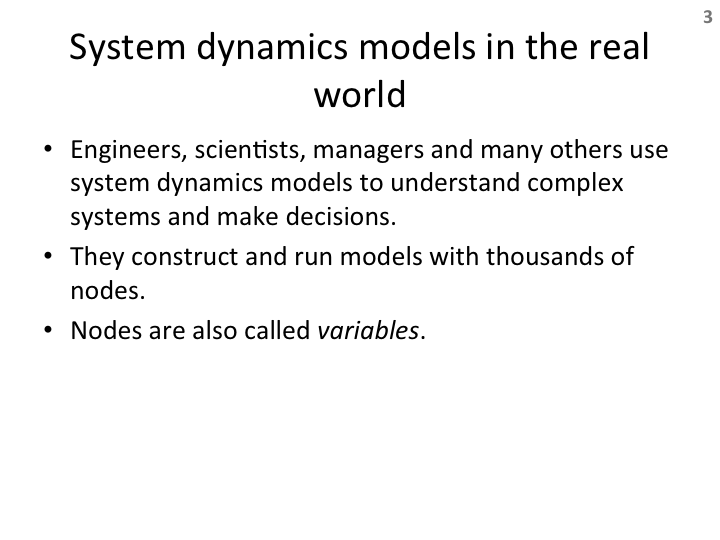 3
System dynamics models in the real
world
• Engineers, scientists, managers and many others use
system dynamics models to understand complex
systems and make decisions.
• They construct and run models with thousands of
nodes.
• Nodes are also called variables.